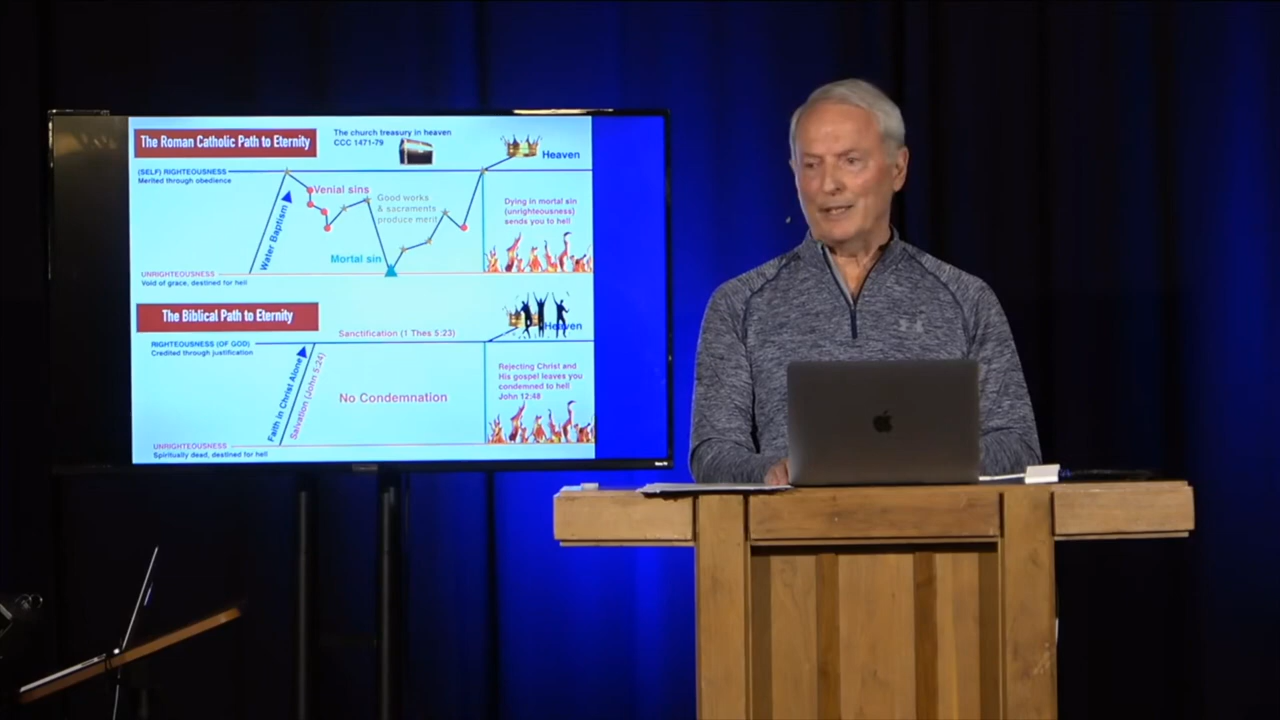 The Roman Catholic Path to Eternity
The church treasury in heaven
CCC 1471-79
Heaven
(SELF) RIGHTEOUSNESS
Merited through obedience
Venial sins
Good works
& sacraments
produce merit
Water Baptism
Mortal sin
Dying in mortal sin
(unrighteousness)
sends you to hell
UNRIGHTEOUSNESS
Void of grace, destined for hell
The Biblical Path to Eternity
Sanctification (1 Thes 5:23)
Heaven
RIGHTEOUSNESS (OF GOD)
Credited through justification
Faith in Christ Alone
Salvation (John 5:24)
No Condemnation
Rejecting Christ and
His gospel leaves you
condemned to hell
John 12:48
UNRIGHTEOUSNESS
Spiritually dead, destined for hell